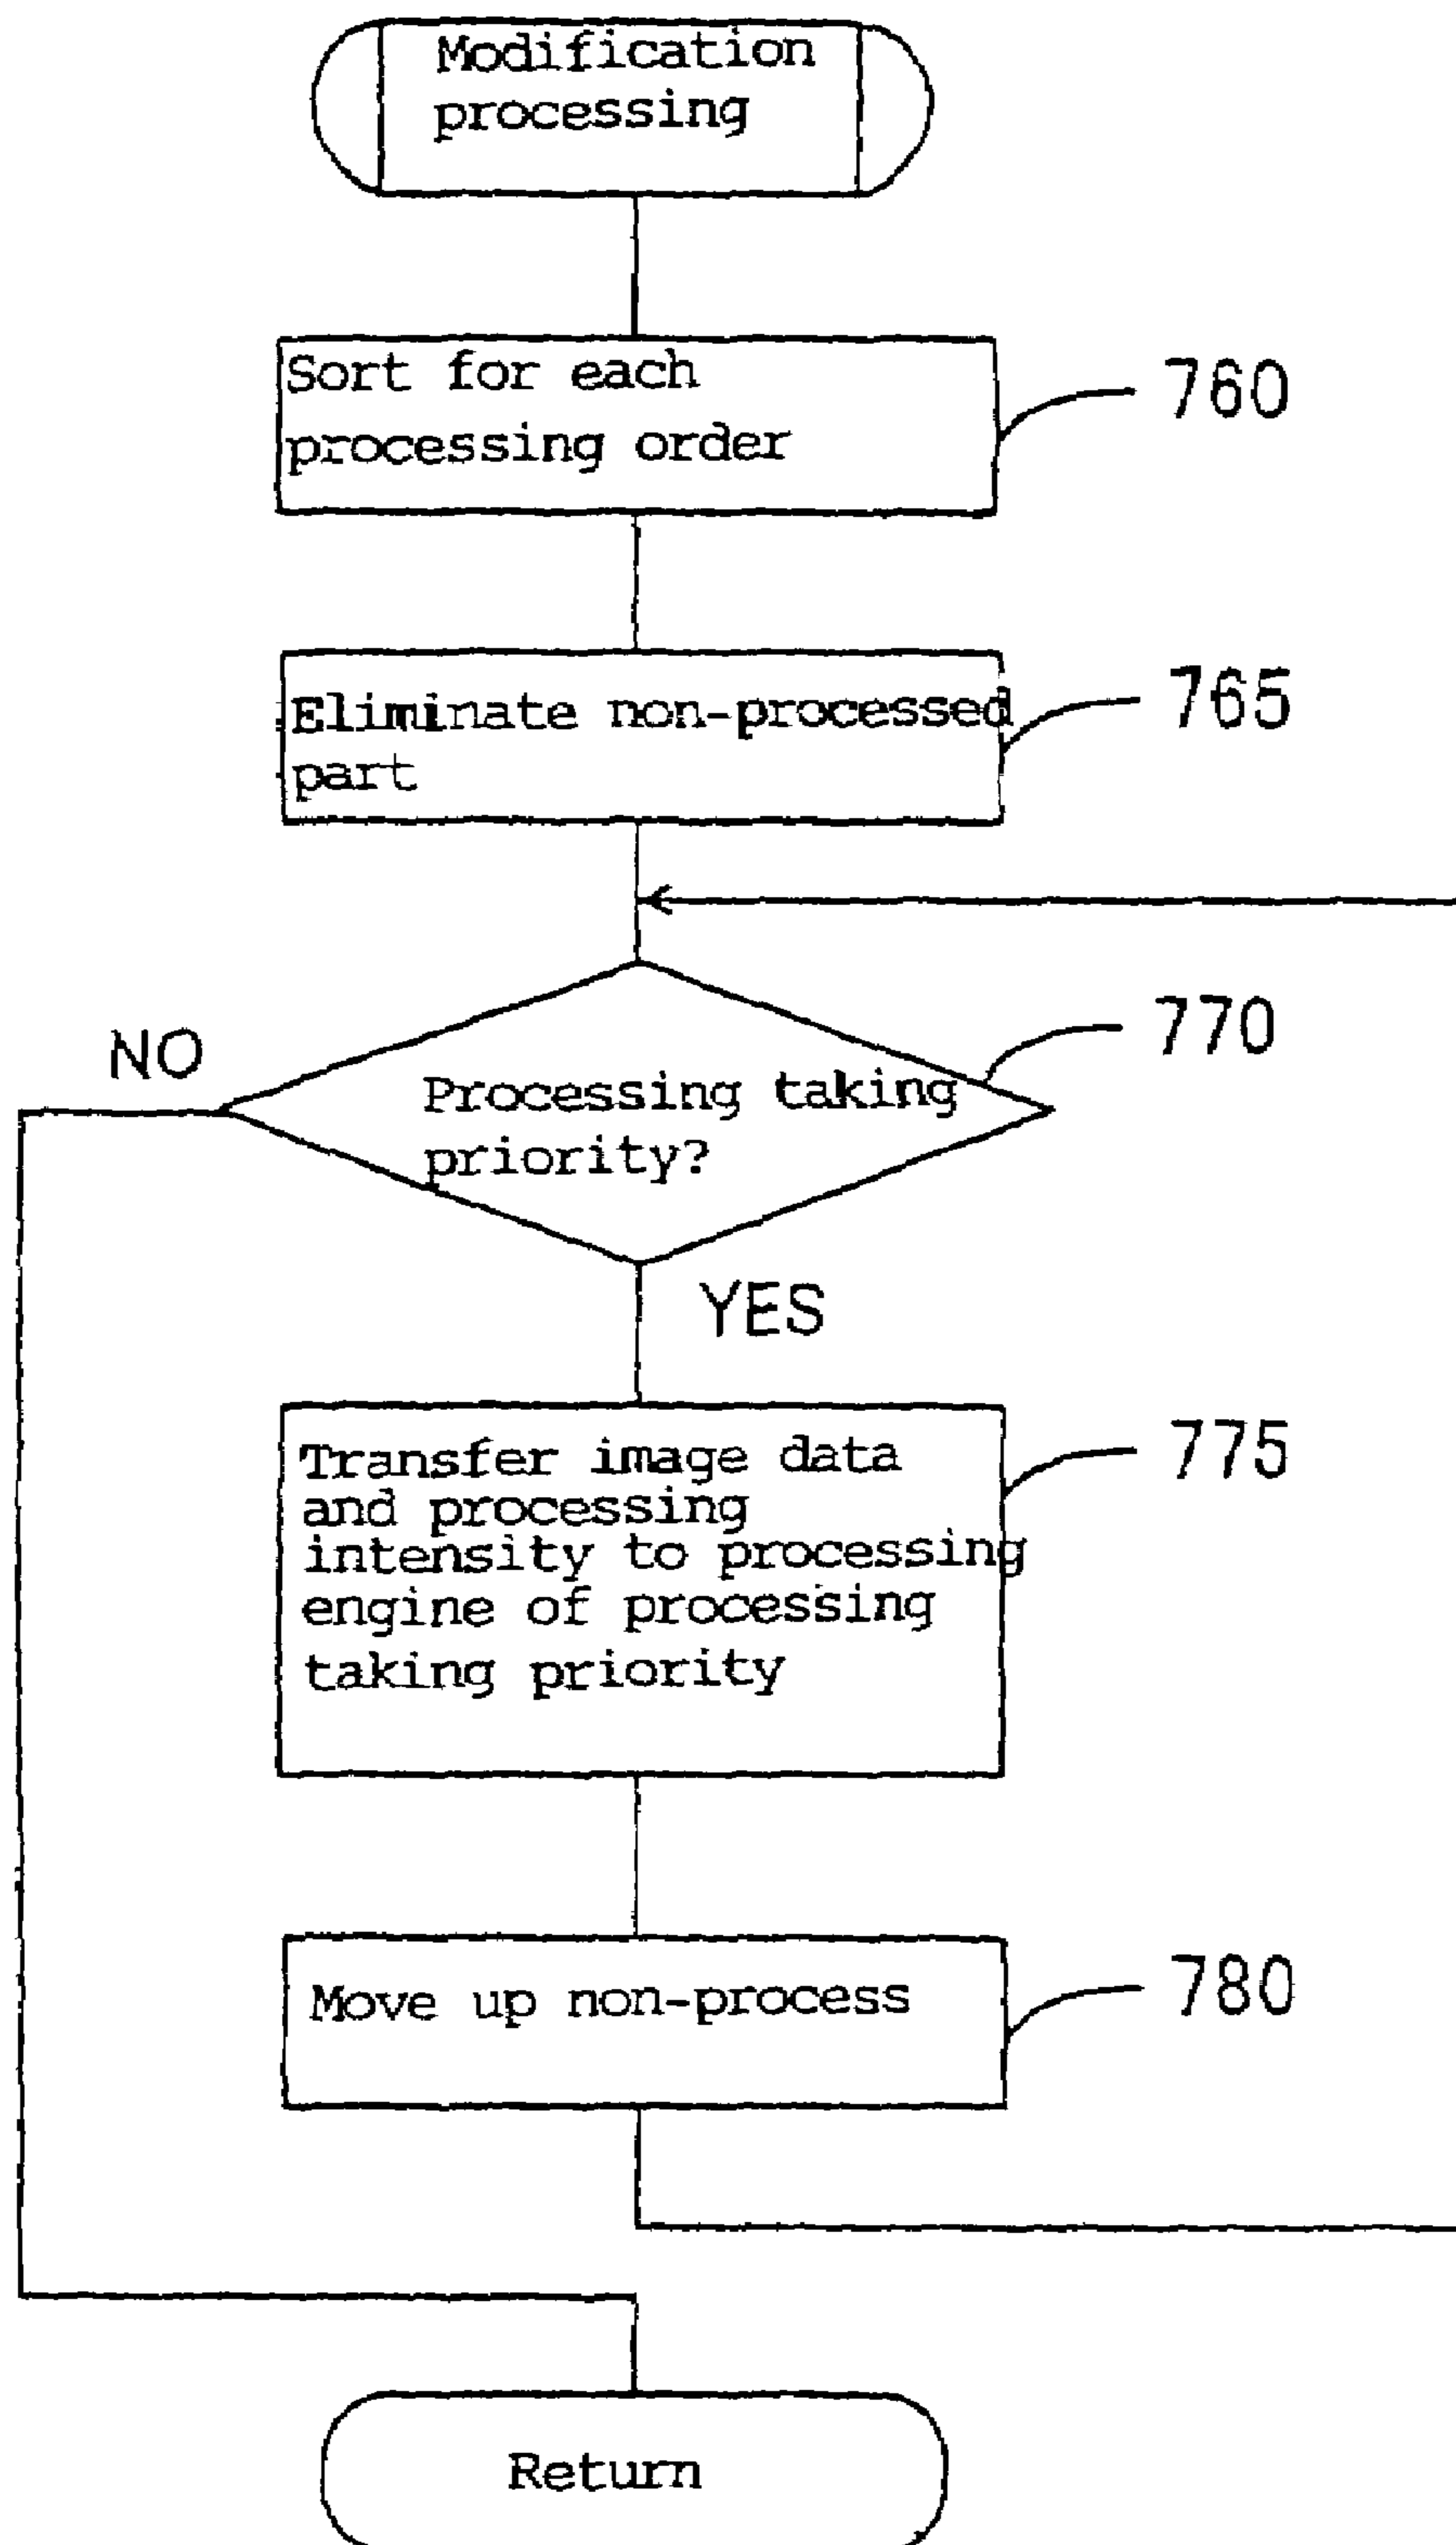 Modification
processing
Sort for each
processing order
760
Eliminate non-processed
part
765
770
NO
Processing taking
priority?
YES
Transfer image data
and processing
intensity to processing
engine of processing
taking priority
775
Move up non-process
780
Return